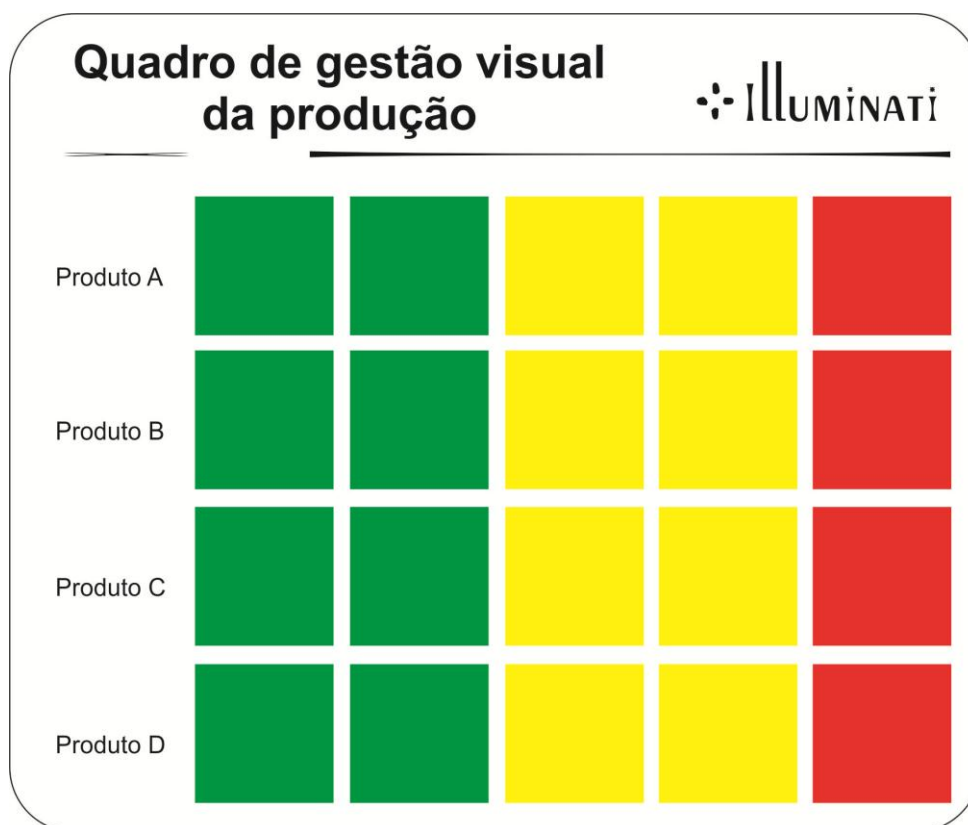 Quadro de gestão visual
da produção
Illuminati
Produto A
Produto B
Produto C
Produto D